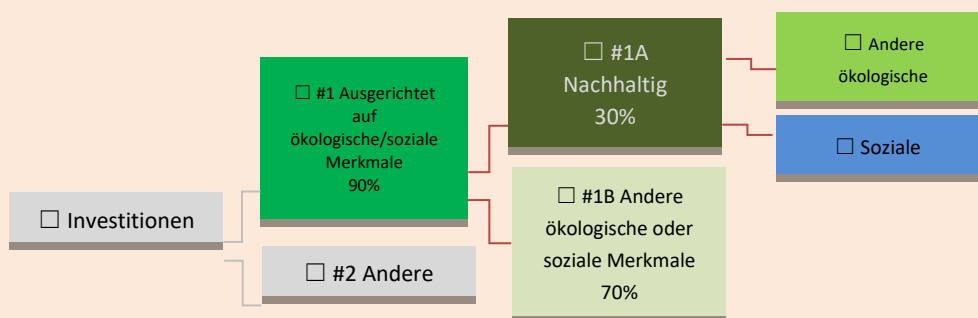 ☐ Investitionen
☐ #1 Ausgerichtet
auf
ökologische/soziale
Merkmale
90%
☐ #2 Andere
☐ #1A
Nachhaltig
30%
☐ #1B Andere
ökologische oder
soziale Merkmale
70%
☐ Andere
ökologische
☐ Soziale